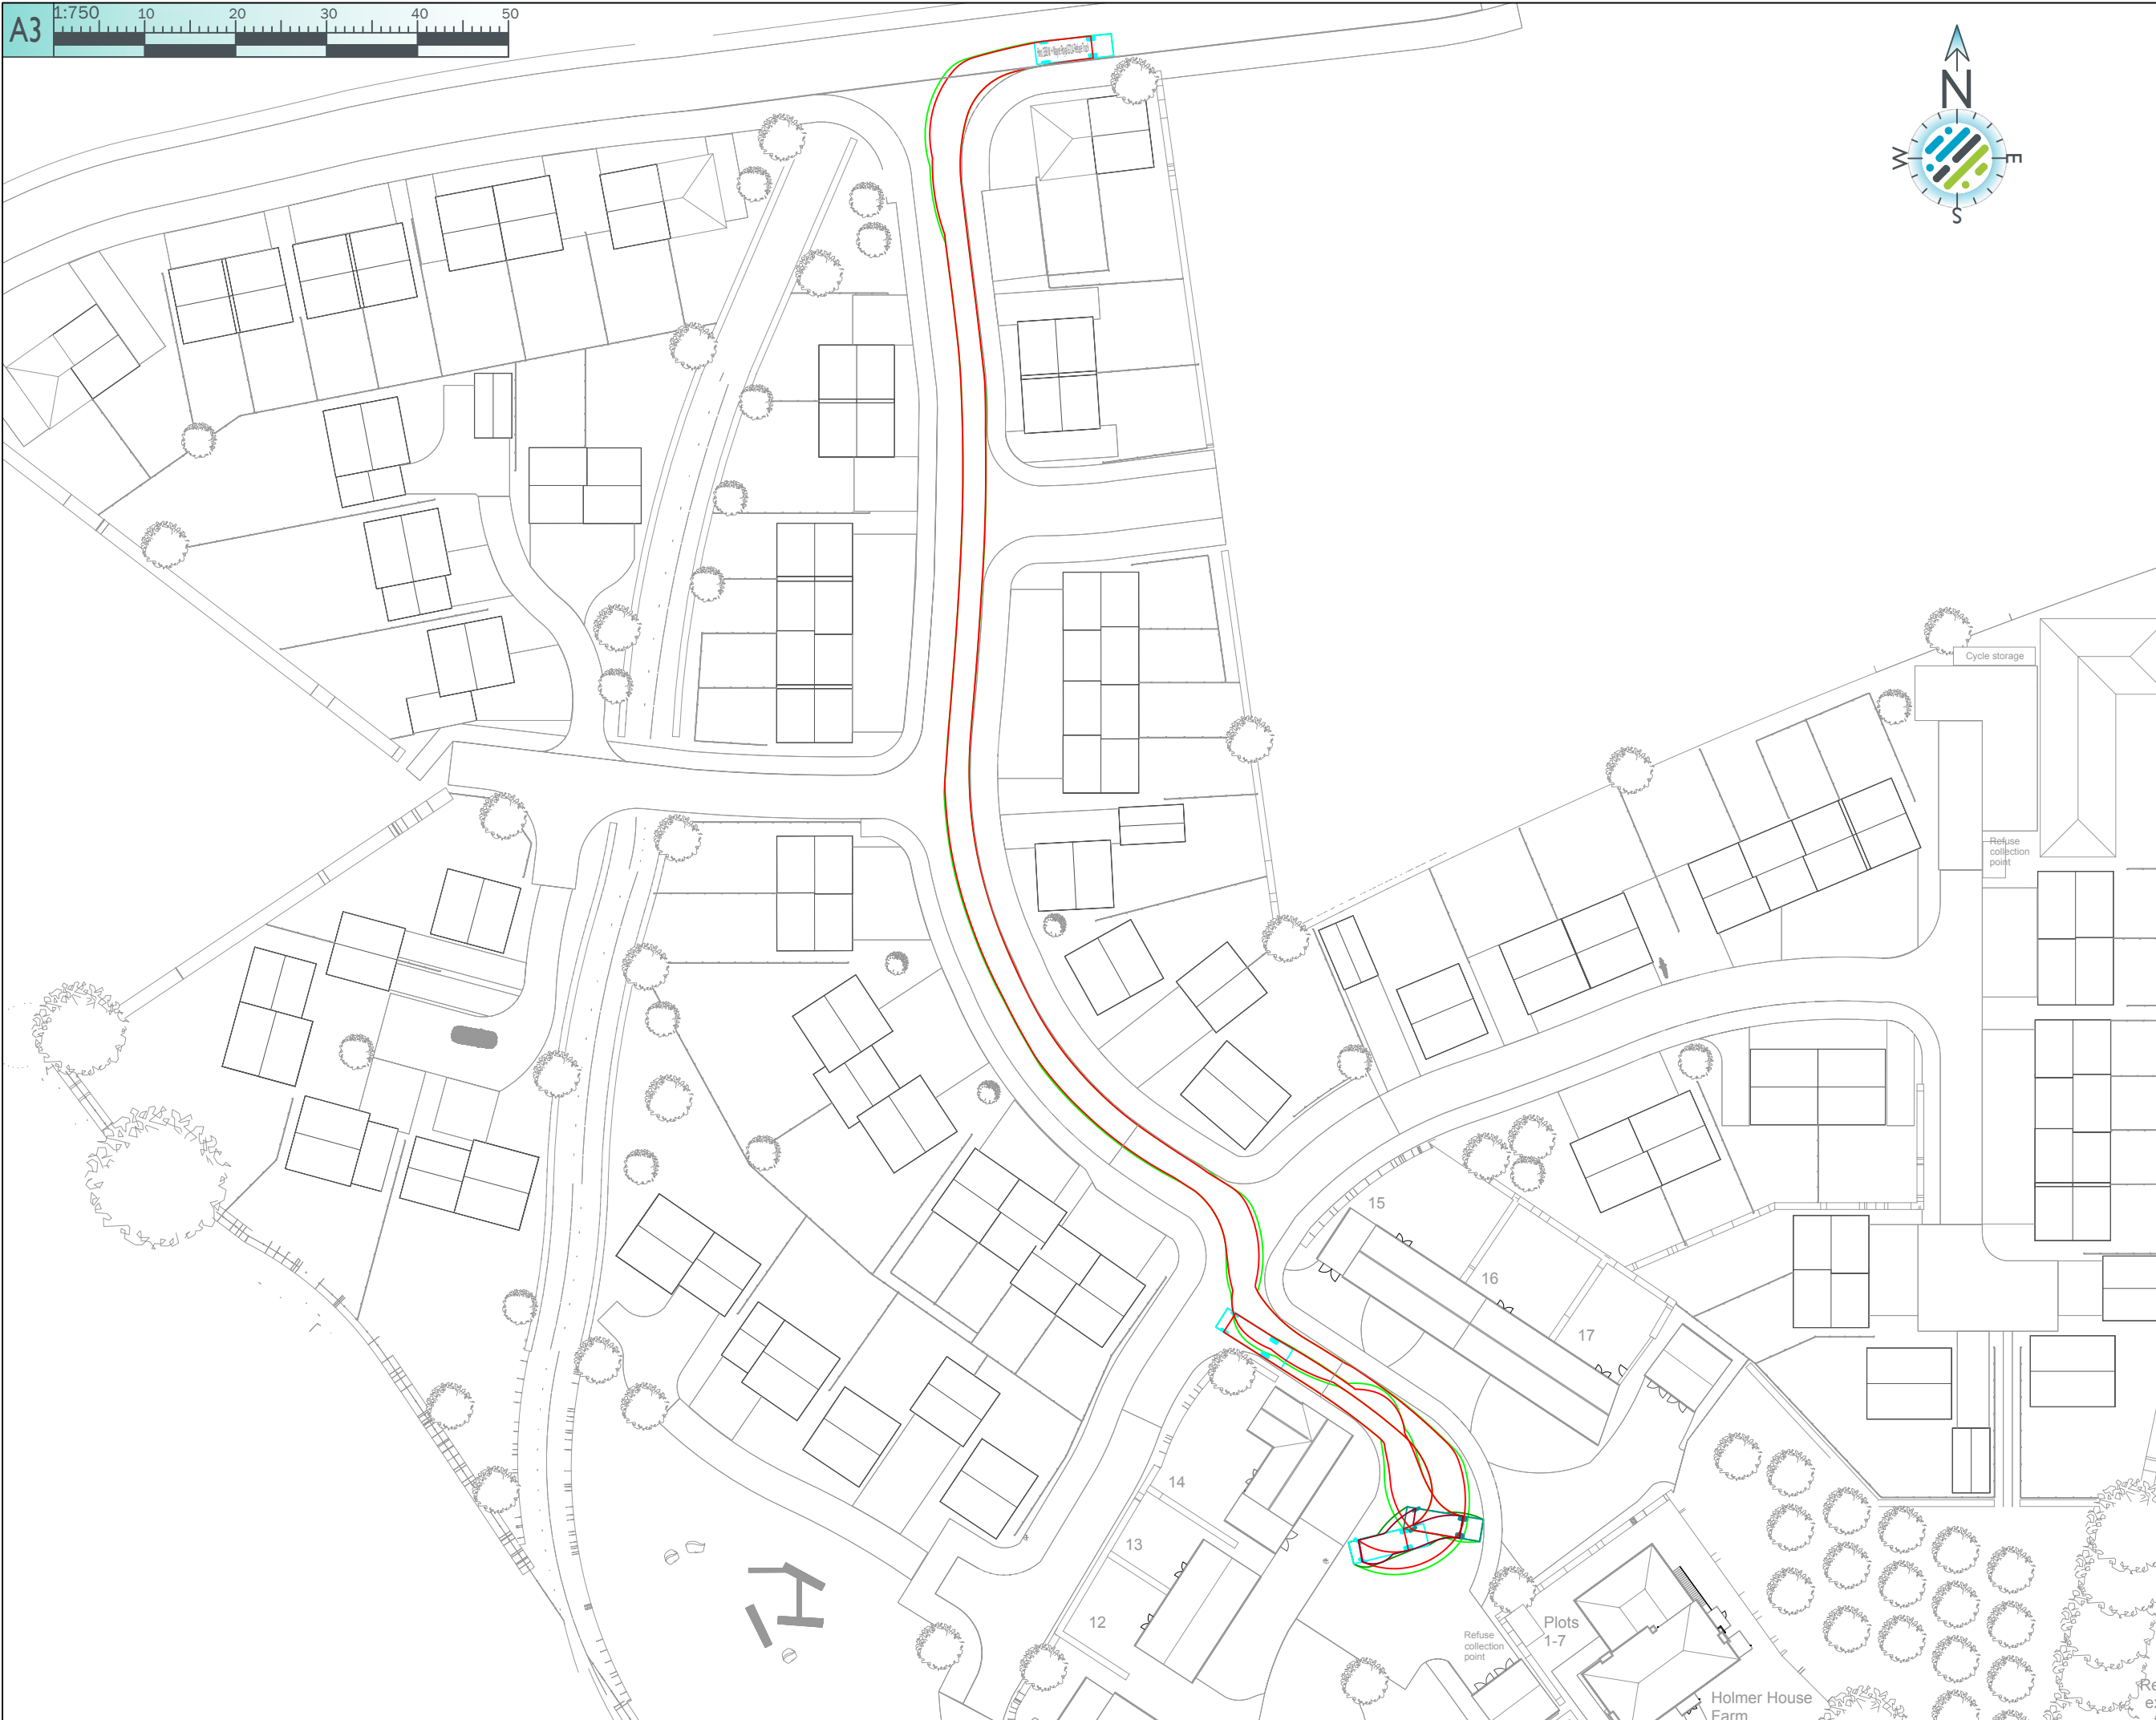 A3
1:750 10 20 30 40 50
N
W E
S
Cycle storage
Refuse
collection
point
15
16
17
14
13
12
Plots
1-7
Refuse
collection
point
Holmer House
Farm